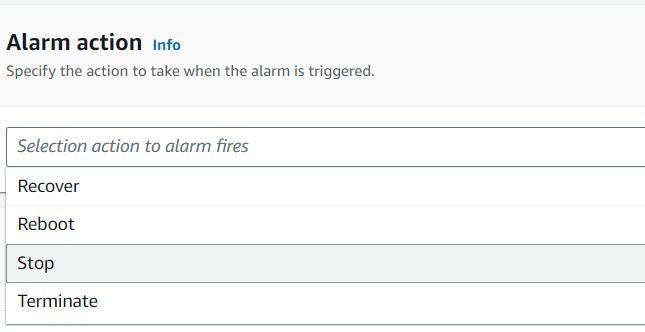 Alarm action Info
Specify the action to take when the alarm is triggered.
Selection action to alarm fires
Recover
Reboot
Stop
Terminate